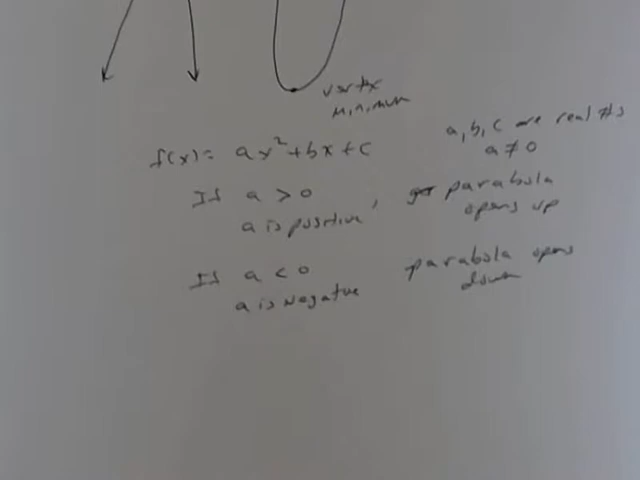 vertex
minimum
f(x) = ax²+bx+c
a, b, c are real #s
a ≠ 0
If a > 0, parabola
a is positive opens up
If a < 0 parabola opens
a is negative down